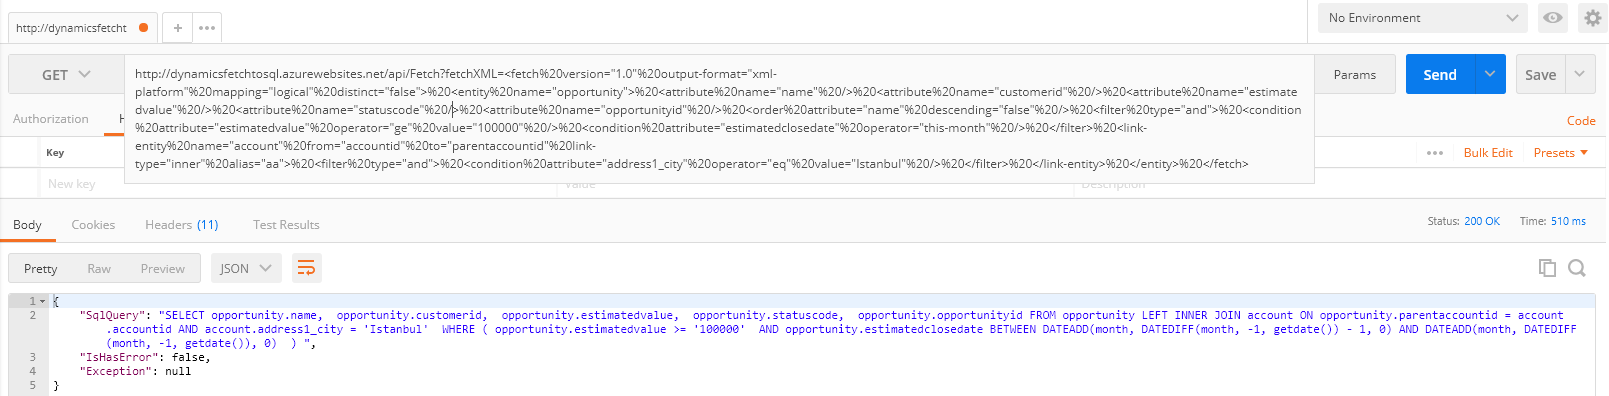 http://dynamicsfetcht
+
•••
No Environment
GET
http://dynamicsfetchtosql.azurewebsites.net/api/Fetch?fetchXML=<fetch%20version="1.0"%20output-format="xml-
platform"%20mapping="logical"%20distinct="false">%20<entity%20name="opportunity">%20<attribute%20name="name"%20/>%20<attribute%20name="customerid"%20/>%20<attribute%20name="estimate
dvalue"%20/>%20<attribute%20name="statuscode"%20/>%20<attribute%20name="opportunityid"%20/>%20<order%20attribute="name"%20descending="false"%20/>%20<filter%20type="and">%20<condition
%20attribute="estimatedvalue"%20operator="ge"%20value="100000"%20/>%20<condition%20attribute="estimatedclosedate"%20operator="this-month"%20/>%20</filter>%20<link-
entity%20name="account"%20from="accountid"%20to="parentaccountid"%20link-
type="inner"%20alias="aa">%20<filter%20type="and">%20<condition%20attribute="address1_city"%20operator="eq"%20value="Istanbul"%20/>%20</filter>%20</link-entity>%20</entity>%20</fetch>
Params
Send
Save
Authorization
Code
Key
••• Bulk Edit Presets
New key
Value
Description
Body Cookies Headers (11) Test Results
Status: 200 OK Time: 510 ms
Pretty Raw Preview JSON
1 {
2 "SqlQuery": "SELECT opportunity.name,  opportunity.customerid,  opportunity.estimatedvalue,  opportunity.statuscode,  opportunity.opportunityid FROM opportunity LEFT INNER JOIN account ON opportunity.parentaccountid = account
.accountid AND account.address1_city = 'Istanbul'  WHERE ( opportunity.estimatedvalue >= '100000'  AND opportunity.estimatedclosedate BETWEEN DATEADD(month, DATEDIFF(month, -1, getdate()) - 1, 0) AND DATEADD(month, DATEDIFF
(month, -1, getdate()), 0)  ) ",
3 "IsHasError": false,
4 "Exception": null
5 }